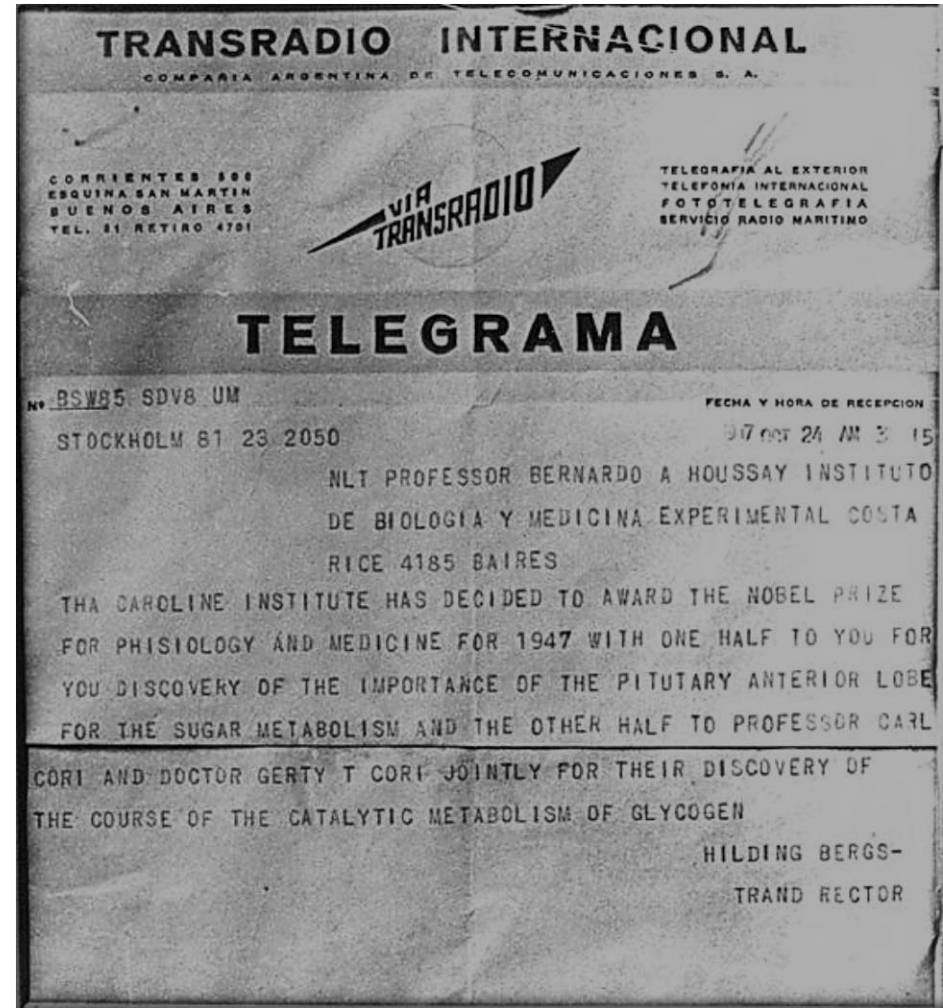 TRANSRADIO INTERNACIONAL
COMPAÑIA ARGENTINA DE TELECOMUNICACIONES S. A.
CORRIENTES
ESQUINA SAN MARTIN
BUENOS AIRES
TEL. 31 RETIRO 4701
VIA
TRANSRADIO
TELEGRAFIA AL EXTERIOR
TELEFONIA INTERNACIONAL
FOTOTELEGRAFIA
SERVICIO RADIO MARITIMO
TELEGRAMA
Nº BSW85 SDV8 UM
FECHA Y HORA DE RECEPCION
STOCKHOLM 81 23 2050
OCT 24 AM 3 15
NLT PROFESSOR BERNARDO A HOUSSAY INSTITUTO
DE BIOLOGIA Y MEDICINA EXPERIMENTAL COSTA
RICE 4185 BAIRES
THA CAROLINE INSTITUTE HAS DECIDED TO AWARD THE NOBEL PRIZE
FOR PHISIOLOGY AND MEDICINE FOR 1947 WITH ONE HALF TO YOU FOR
YOU DISCOVERY OF THE IMPORTANCE OF THE PITUTARY ANTERIOR LOBE
FOR THE SUGAR METABOLISM AND THE OTHER HALF TO PROFESSOR CARL
CORI AND DOCTOR GERTY T CORI JOINTLY FOR THEIR DISCOVERY OF
THE COURSE OF THE CATALYTIC METABOLISM OF GLYCOGEN
HILDING BERGS-
TRAND RECTOR